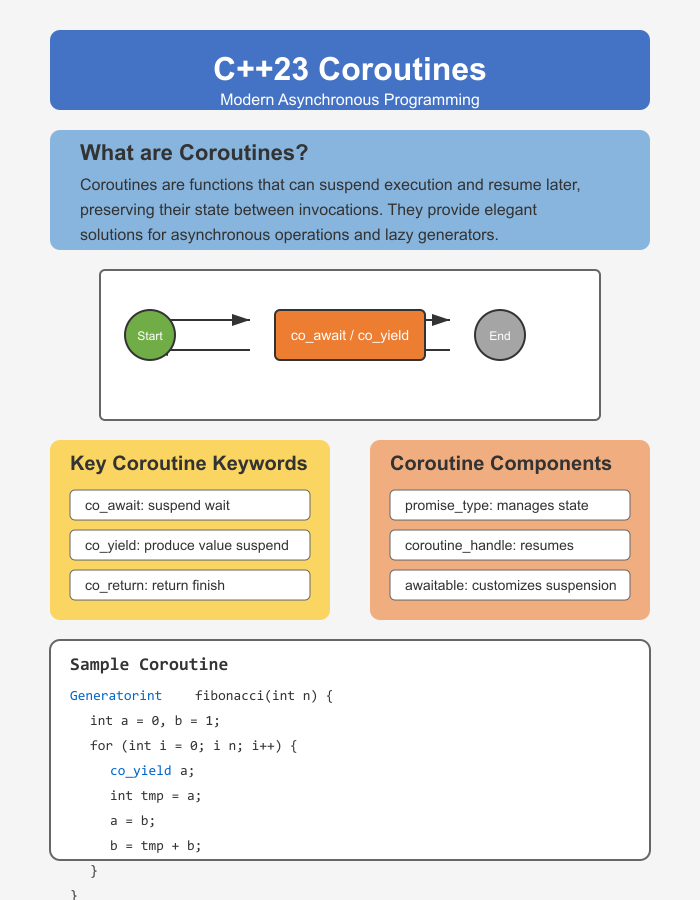 C++23 Coroutines
Modern Asynchronous Programming
What are Coroutines?
Coroutines are functions that can suspend execution and resume later,
preserving their state between invocations. They provide elegant
solutions for asynchronous operations and lazy generators.
Start
co_await / co_yield
End
Key Coroutine Keywords
co_await: suspend wait
co_yield: produce value suspend
co_return: return finish
Coroutine Components
promise_type: manages state
coroutine_handle: resumes
awaitable: customizes suspension
Sample Coroutine
Generatorint    fibonacci(int n) {
int a = 0, b = 1;
for (int i = 0; i n; i++) {
co_yield a;
int tmp = a;
a = b;
b = tmp + b;
}
}